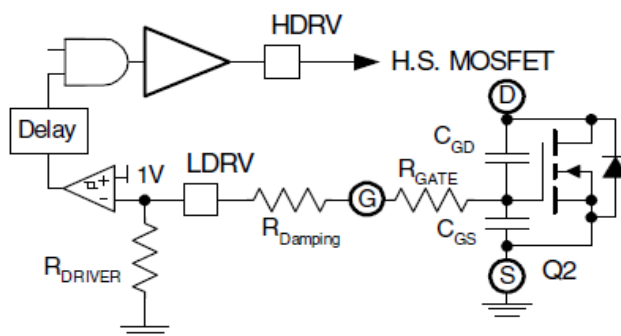 HDRV
H.S. MOSFET
D
Delay
1V
LDRV
CGD
RGATE
+
-
G
RDamping
CGS
RDRIVER
S
Q2